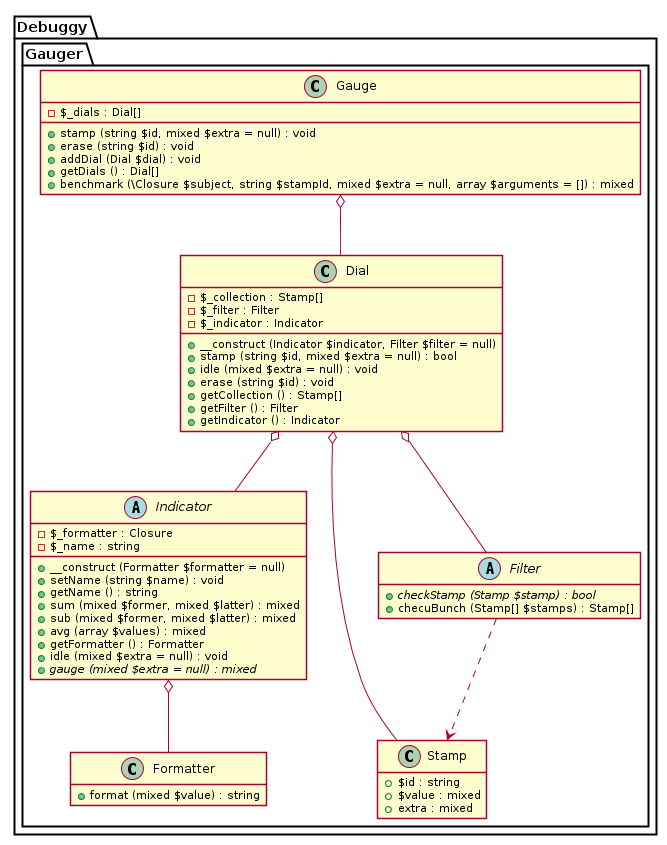 Debuggy
Gauger
C Gauge
$_dials : Dial[]
stamp (string $id, mixed $extra = null) : void
erase (string $id) : void
addDial (Dial $dial) : void
getDials () : Dial[]
benchmark (\Closure $subject, string $stampId, mixed $extra = null, array $arguments = []) : mixed
C Dial
$_collection : Stamp[]
$_filter : Filter
$_indicator : Indicator
__construct (Indicator $indicator, Filter $filter = null)
stamp (string $id, mixed $extra = null) : bool
idle (mixed $extra = null) : void
erase (string $id) : void
getCollection () : Stamp[]
getFilter () : Filter
getIndicator () : Indicator
A Indicator
$_formatter : Closure
$_name : string
__construct (Formatter $formatter = null)
setName (string $name) : void
getName () : string
sum (mixed $former, mixed $latter) : mixed
sub (mixed $former, mixed $latter) : mixed
avg (array $values) : mixed
getFormatter () : Formatter
idle (mixed $extra = null) : void
gauge (mixed $extra = null) : mixed
A Filter
checkStamp (Stamp $stamp) : bool
checuBunch (Stamp[] $stamps) : Stamp[]
C Formatter
format (mixed $value) : string
C Stamp
$id : string
$value : mixed
extra : mixed